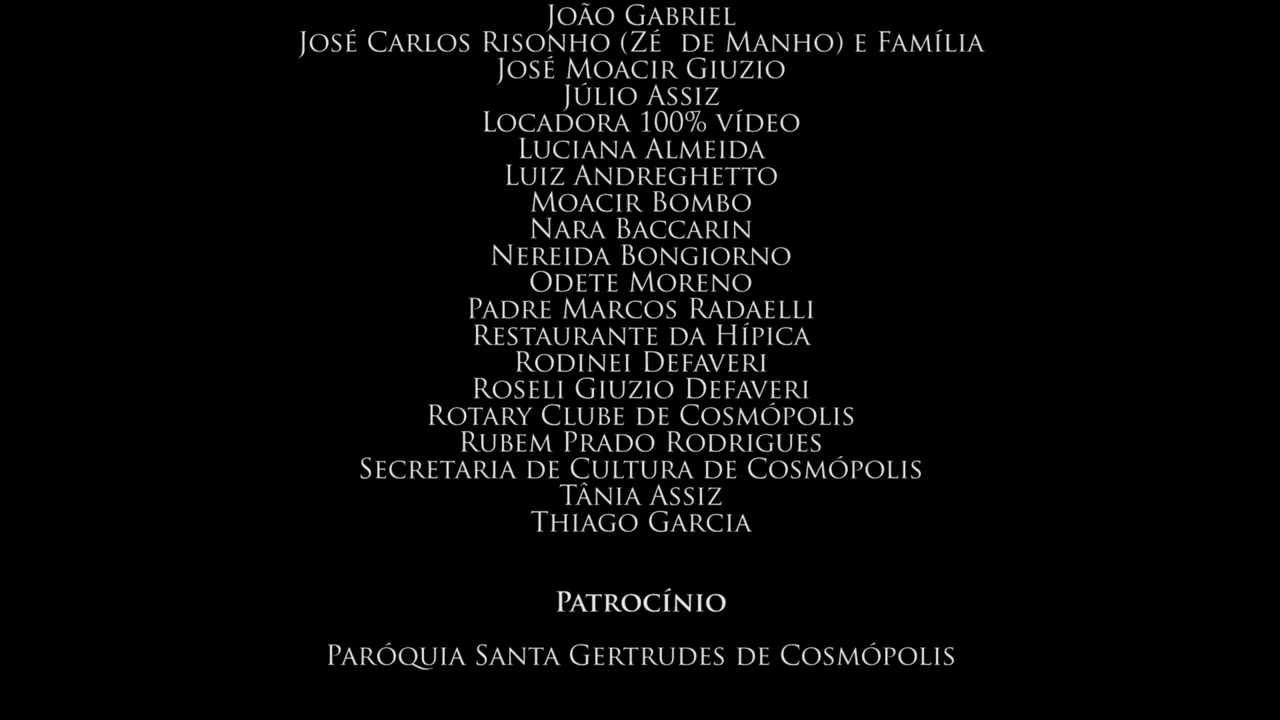 João Gabriel
José Carlos Risonho (Zé  de Manho) e Família
José Moacir Giuzio
Júlio Assiz
Locadora 100% vídeo
Luciana Almeida
Luiz Andreghetto
Moacir Bombo
Nara Baccarin
Nereida Bongiorno
Odete Moreno
Padre Marcos Radaelli
Restaurante da Hípica
Rodinei Defaveri
Roseli Giuzio Defaveri
Rotary Clube de Cosmópolis
Rubem Prado Rodrigues
Secretaria de Cultura de Cosmópolis
Tânia Assiz
Thiago Garcia
Patrocínio
Paróquia Santa Gertrudes de Cosmópolis